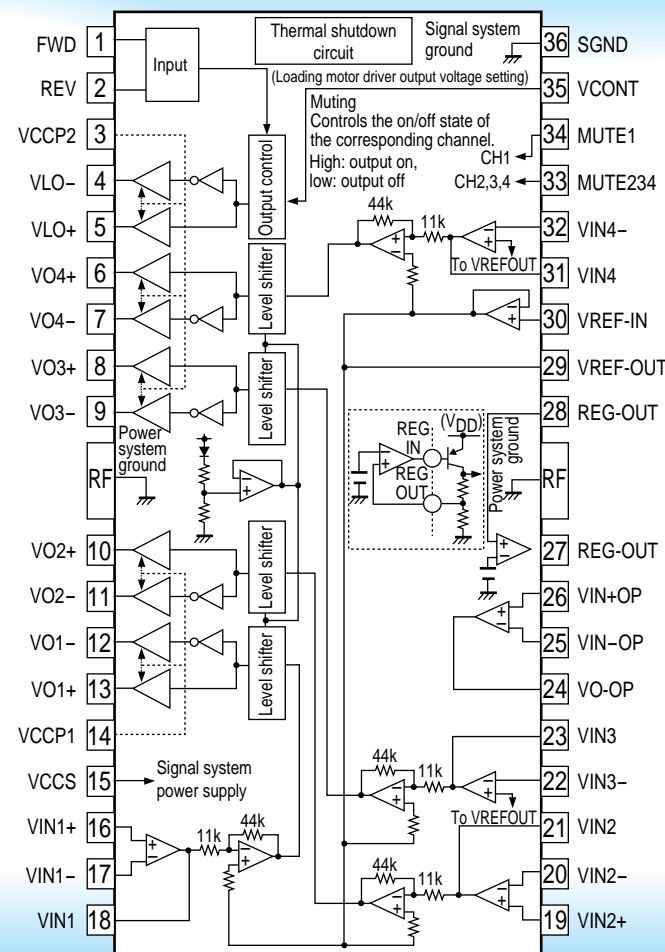 FWD 1
REV 2
VCCP2 3
VLO− 4
VLO+ 5
VO4+ 6
VO4− 7
VO3+ 8
VO3− 9
RF
VO2+ 10
VO2− 11
VO1− 12
VO1+ 13
VCCP1 14
VCCS 15
VIN1+ 16
VIN1− 17
VIN1 18
Input
Thermal shutdown
circuit
Signal system
ground
(Loading motor driver output voltage setting)
Muting
Controls the on/off state of
the corresponding channel.
High: output on,
low: output off
CH1
CH2,3,4
Output control
Level shifter
Level shifter
44k
11k
To VREFOUT
Power
system
ground
REG
IN
(VDD)
REG
OUT
Power system
ground
Level shifter
Level shifter
Signal system
power supply
11k
44k
44k
11k
To VREFOUT
44k
11k
36 SGND
35 VCONT
34 MUTE1
33 MUTE234
32 VIN4−
31 VIN4
30 VREF-IN
29 VREF-OUT
28 REG-OUT
RF
27 REG-OUT
26 VIN+OP
25 VIN−OP
24 VO-OP
23 VIN3
22 VIN3−
21 VIN2
20 VIN2−
19 VIN2+